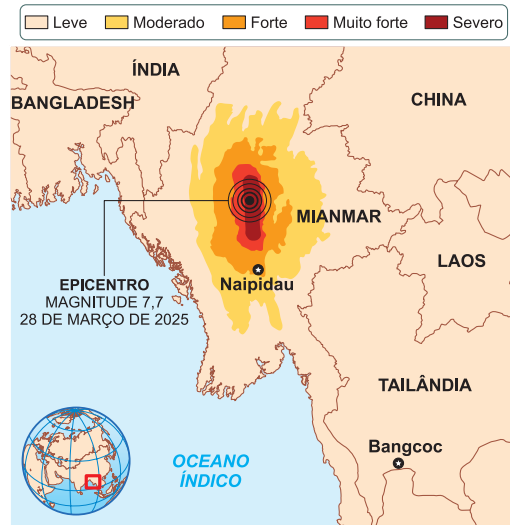 Leve Moderado Forte Muito forte Severo
ÍNDIA
BANGLADESH
CHINA
MIANMAR
LAOS
EPICENTRO
MAGNITUDE 7,7
28 DE MARÇO DE 2025
Naipidau
TAILÂNDIA
Bangcoc
OCEANO
ÍNDICO